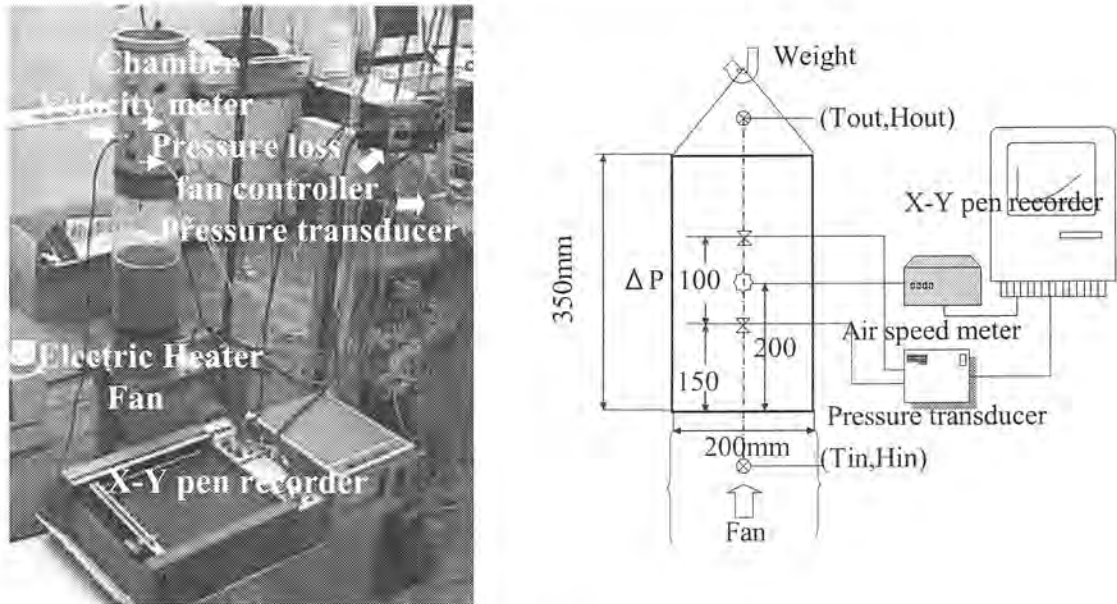 Chamber
Velocity meter
Pressure loss
fan controller
Pressure transducer
Electric Heater
Fan
X-Y pen recorder
Weight
(Tout,Hout)
X-Y pen recorder
350mm
ΔP
100
Air speed meter
200
150
Pressure transducer
200mm
(Tin,Hin)
Fan